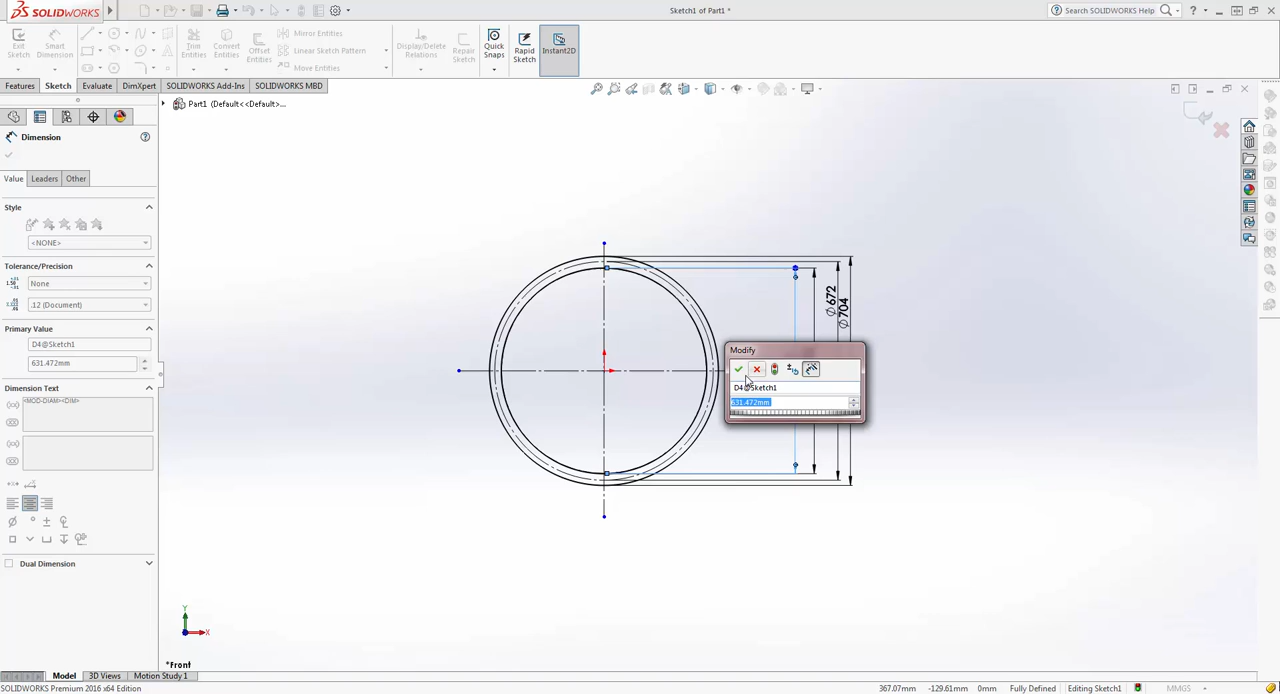 SOLIDWORKS
Sketch1 of Part1 *
Search SOLIDWORKS Help
Exit Sketch
Smart Dimension
Trim Entities
Convert Entities
Offset Entities
Mirror Entities
Linear Sketch Pattern
Move Entities
Display/Delete Relations
Repair Sketch
Quick Snaps
Rapid Sketch
Instant2D
Features
Sketch
Evaluate
DimXpert
SOLIDWORKS Add-Ins
SOLIDWORKS MBD
Part1 (Default<<Default>...
Dimension
Value
Leaders
Other
Style
<NONE>
Tolerance/Precision
None
.12 (Document)
Primary Value
D4@Sketch1
631.472mm
Dimension Text
<MOD-DIAM><DIM>
Dual Dimension
∅672
∅704
Modify
D4@Sketch1
631.472mm
Y
X
*Front
Model
3D Views
Motion Study 1
SOLIDWORKS Premium 2016 x64 Edition
367.07mm
-129.61mm
0mm
Fully Defined
Editing Sketch1
MMGS